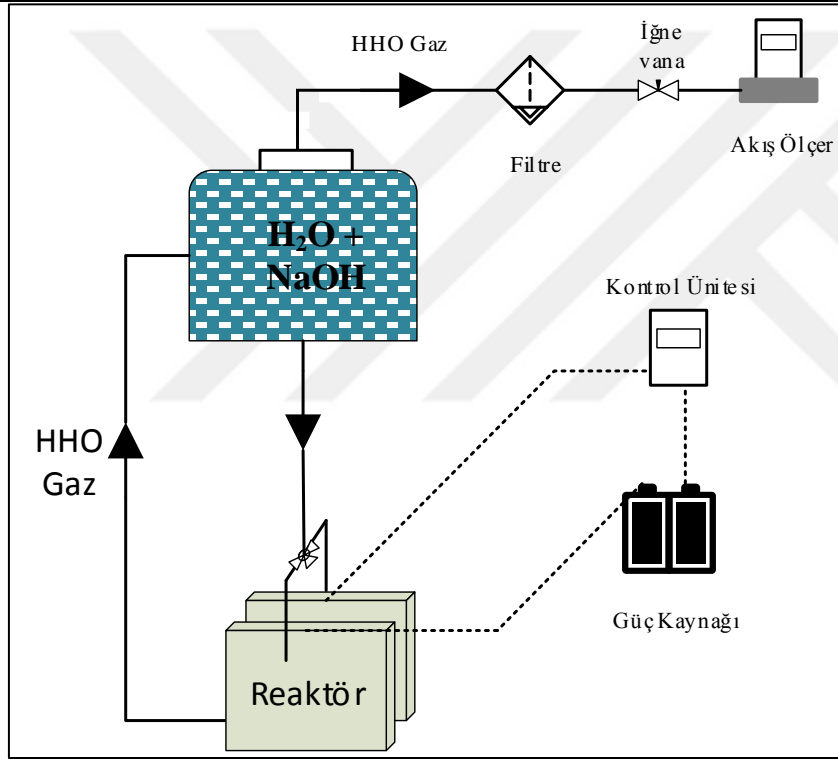 HHO Gaz
İğne
vana
Akış Ölçer
Filtre
H₂O +
NaOH
Kontrol Ünitesi
HHO
Gaz
Güç Kaynağı
Reaktör